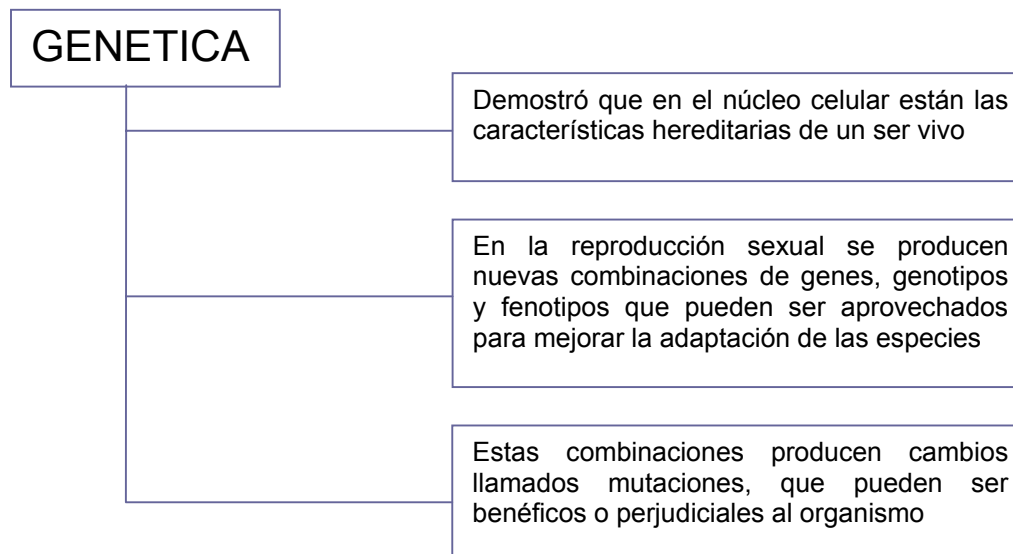 GENETICA
Demostró que en el núcleo celular están las
características hereditarias de un ser vivo
En la reproducción sexual se producen
nuevas combinaciones de genes, genotipos
y fenotipos que pueden ser aprovechados
para mejorar la adaptación de las especies
Estas combinaciones producen cambios
llamados mutaciones, que pueden ser
benéficos o perjudiciales al organismo